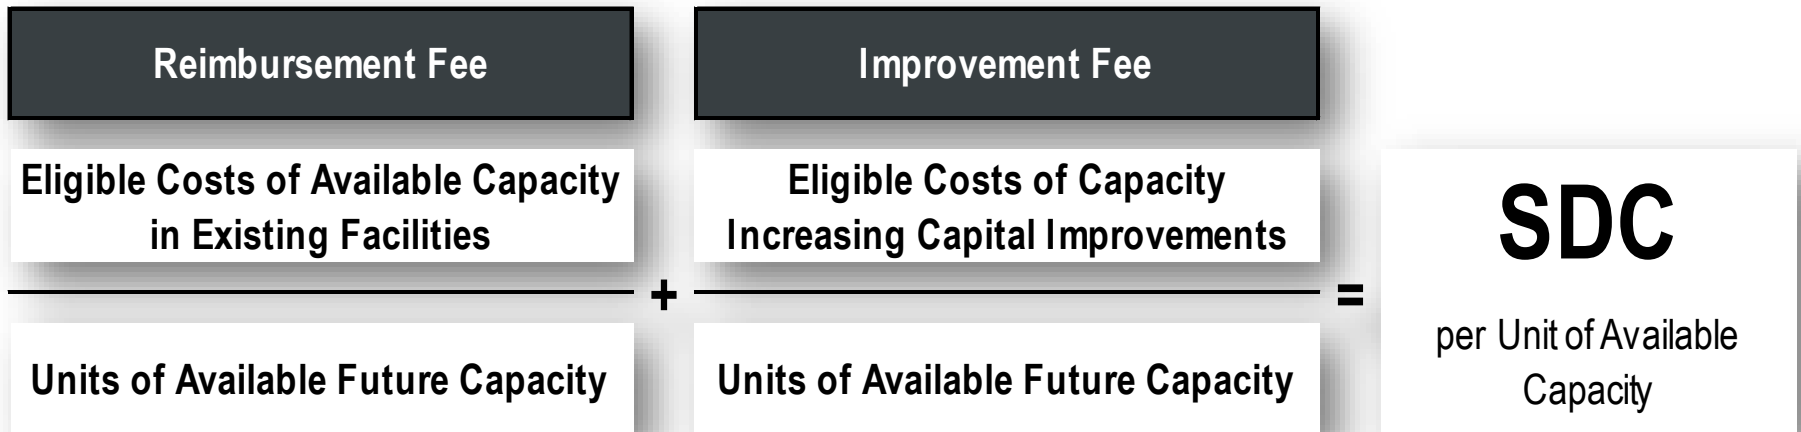 Reimbursement Fee
Eligible Costs of Available Capacity
in Existing Facilities
Units of Available Future Capacity
+
Improvement Fee
Eligible Costs of Capacity
Increasing Capital Improvements
Units of Available Future Capacity
=
SDC
per Unit of Available
Capacity